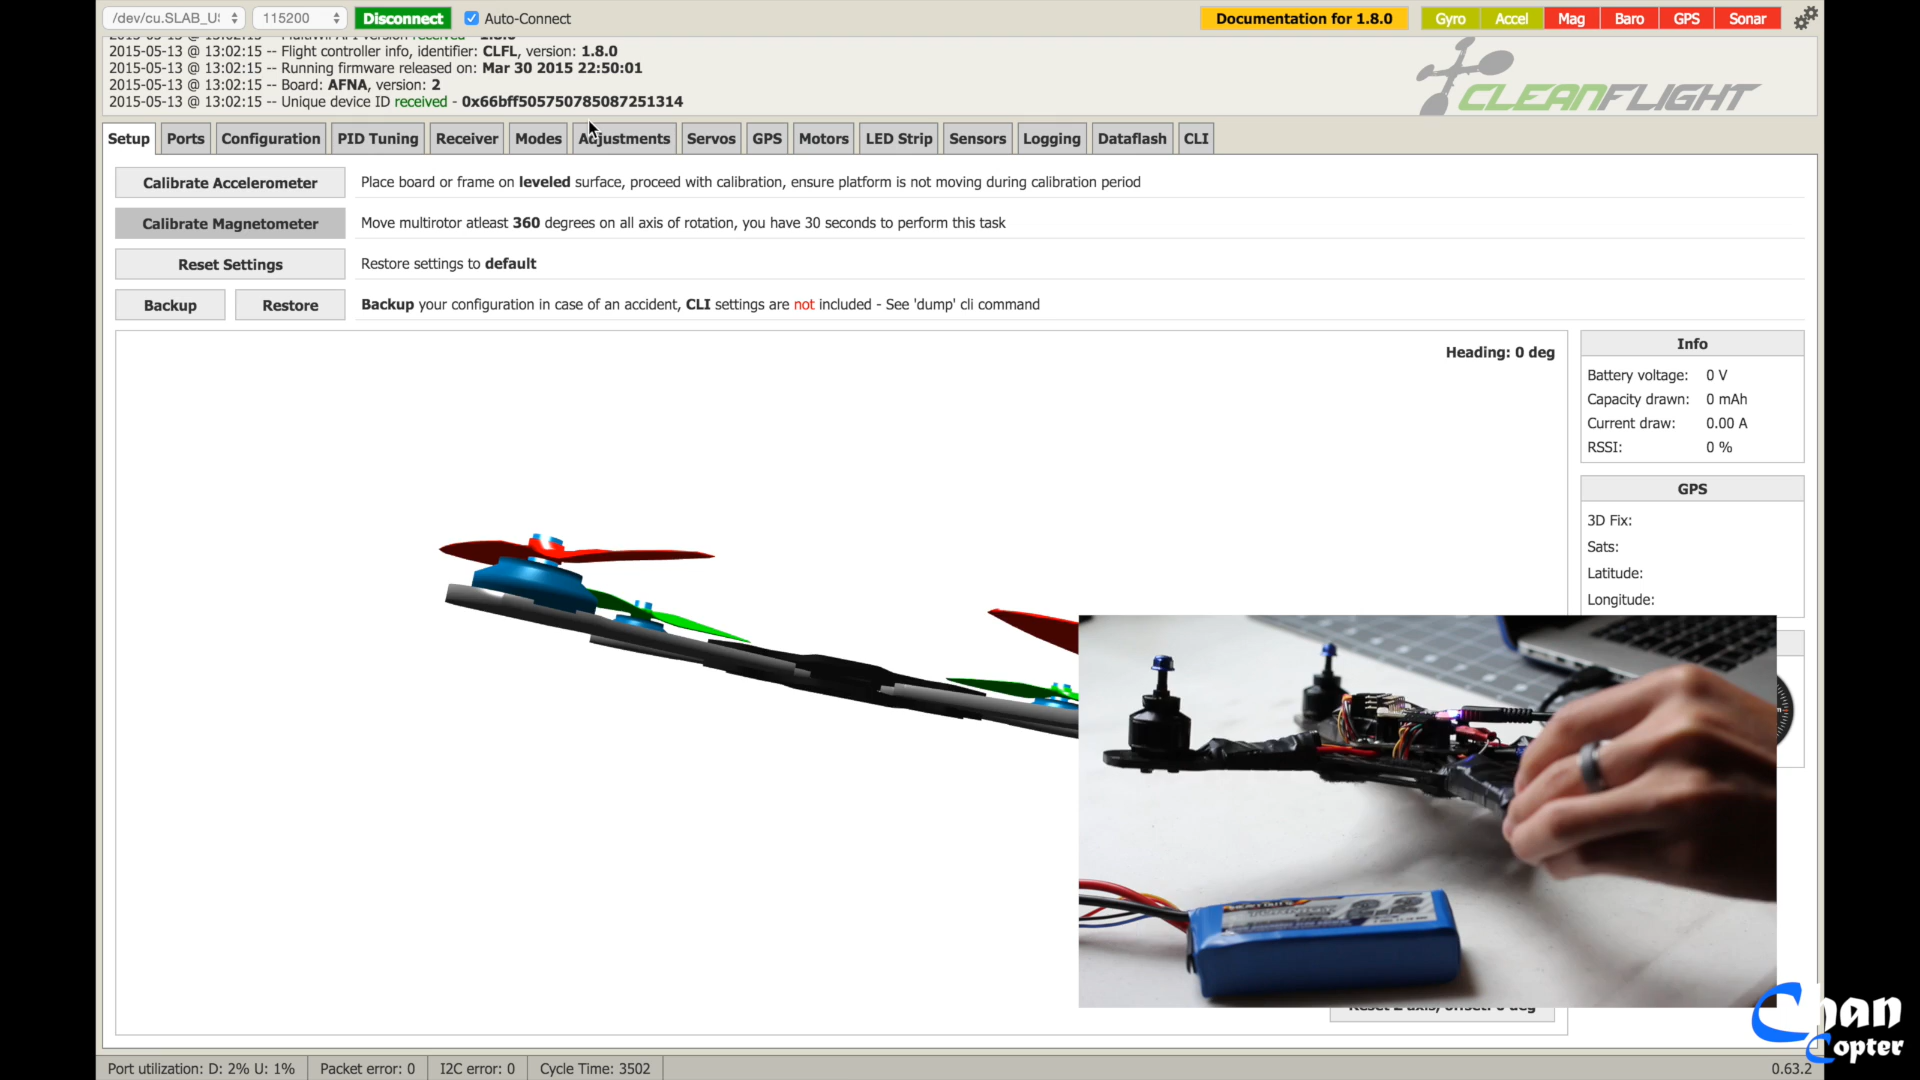 /dev/cu.SLAB_U 115200 Disconnect Auto-Connect Documentation for 1.8.0 Gyro Accel Mag Baro GPS Sonar
2015-05-13 @ 13:02:15 -- Flight controller info, identifier: CLFL, version: 1.8.0
2015-05-13 @ 13:02:15 -- Running firmware released on: Mar 30 2015 22:50:01
2015-05-13 @ 13:02:15 -- Board: AFNA, version: 2
2015-05-13 @ 13:02:15 -- Unique device ID received - 0x66bff505750785087251314
CLEANFLIGHT
Setup Ports Configuration PID Tuning Receiver Modes Adjustments Servos GPS Motors LED Strip Sensors Logging Dataflash CLI
Calibrate Accelerometer Place board or frame on leveled surface, proceed with calibration, ensure platform is not moving during calibration period
Calibrate Magnetometer Move multirotor atleast 360 degrees on all axis of rotation, you have 30 seconds to perform this task
Reset Settings Restore settings to default
Backup Restore Backup your configuration in case of an accident, CLI settings are not included - See 'dump' cli command
Heading: 0 deg
Info
Battery voltage: 0 V
Capacity drawn: 0 mAh
Current draw: 0.00 A
RSSI: 0 %
GPS
3D Fix:
Sats:
Latitude:
Longitude:
2.2
Chan
Copter
Port utilization: D: 2% U: 1% Packet error: 0 I2C error: 0 Cycle Time: 3502 0.63.2